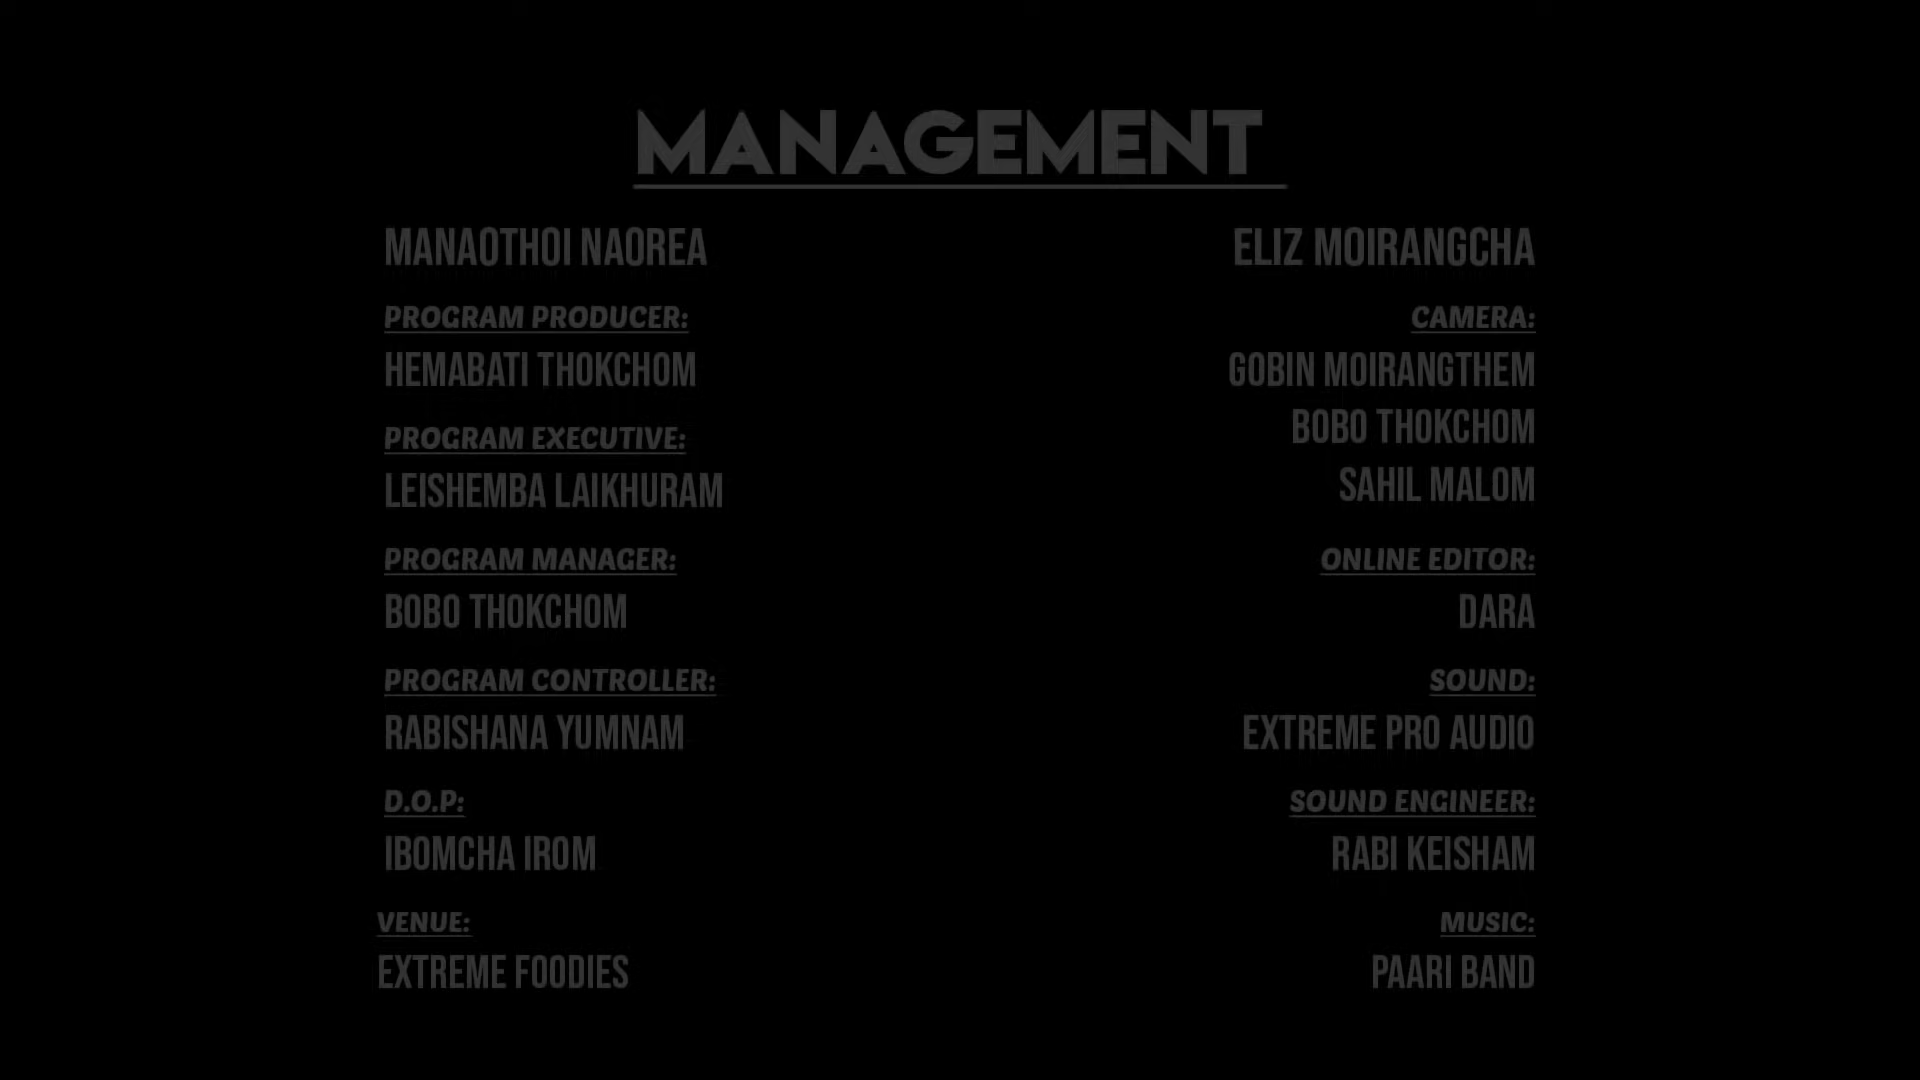 MANAGEMENT
MANAOTHOI NAOREA
PROGRAM PRODUCER:
HEMABATI THOKCHOM
PROGRAM EXECUTIVE:
LEISHEMBA LAIKHURAM
PROGRAM MANAGER:
BOBO THOKCHOM
PROGRAM CONTROLLER:
RABISHANA YUMNAM
D.O.P:
IBOMCHA IROM
VENUE:
EXTREME FOODIES
ELIZ MOIRANGCHA
CAMERA:
GOBIN MOIRANGTHEM
BOBO THOKCHOM
SAHIL MALOM
ONLINE EDITOR:
DARA
SOUND:
EXTREME PRO AUDIO
SOUND ENGINEER:
RABI KEISHAM
MUSIC:
PAARI BAND